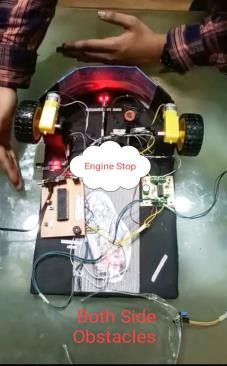 Engine Stop
Both Side
Obstacles